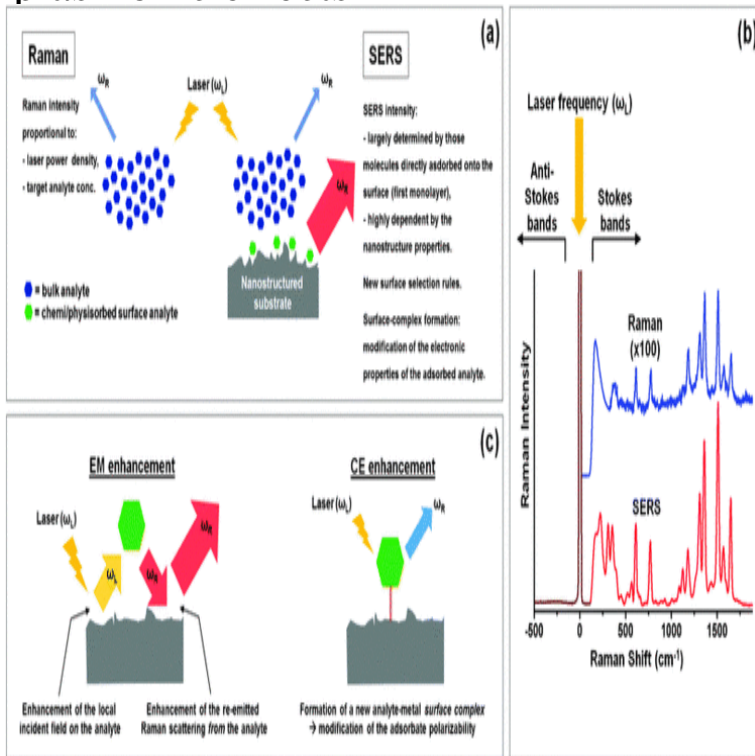 (a)
Raman
ωR
Laser (ωL)
ωR
SERS
Raman intensity
proportional to:
- laser power density,
- target analyte conc.
SERS intensity:
- largely determined by those
molecules directly asdorbed onto the
surface (first monolayer),
- highly dependent by the
nanostructure properties.
New surface selection rules.
Surface-complex formation:
modification of the electronic
properties of the adsorbed analyte.
ωR
Nanostructured
substrate
= bulk analyte
= chemi/physisorbed surface analyte
(b)
Laser frequency (ωL)
Anti-
Stokes
bands
Stokes
bands
Raman
(x100)
SERS
Raman Intensity
-500 0 500 1000 1500
Raman Shift (cm-1)
(c)
EM enhancement
Laser (ωL)
ωL
ωR
ωR
Enhancement of the local
incident field on the analyte
Enhancement of the re-emitted
Raman scattering from the analyte
CE enhancement
Laser (ωL)
ωR
Formation of a new analyte-metal surface complex
→ modification of the adsorbate polarizability